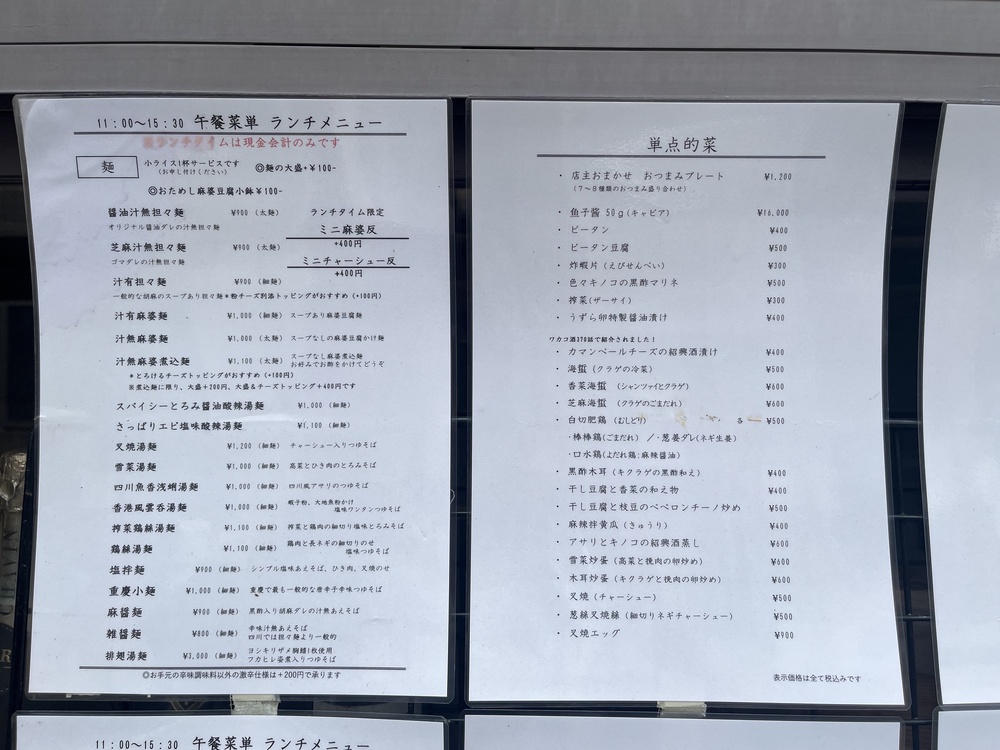 11:00～15:30 午餐菜単 ランチメニュー
ランチタイムは現金会計のみです
麺
小ライス1杯サービスです
(お申し付けください)
◎麺の大盛+¥100-
◎おためし麻婆豆腐小鉢¥100-
醤油汁無担々麺 ¥900 (太麺)
オリジナル醤油ダレの汁無担々麺
芝麻汁無担々麺 ¥900 (太麺)
ゴマダレの汁無担々麺
ランチタイム限定
ミニ麻婆反
+400円
ミニチャーシュー反
+400円
汁有担々麺 ¥900 (細麺)
一般的な胡麻のスープあり担々麺*粉チーズ別添トッピングがおすすめ(+100円)
汁有麻婆麺 ¥1,000 (細麺) スープあり麻婆豆腐麺
汁無麻婆麺 ¥1,000 (太麺) スープなしの麻婆豆腐かけ麺
汁無麻婆煮込麺 ¥1,100 (太麺) スープなし麻婆煮込麺
お好みでお酢をかけてどうぞ
*とろけるチーズトッピングがおすすめ(+100円)
※煮込麺に限り、大盛+200円、大盛&チーズトッピング+400円です
スパイシーとろみ醤油酸辣湯麺 ¥1,000 (細麺)
さっぱりエビ塩味酸辣湯麺 ¥1,100 (細麺)
叉焼湯麺 ¥1,200 (細麺) チャーシュー入りつゆそば
雪菜湯麺 ¥1,000 (細麺) 高菜とひき肉のとろみそば
四川魚香浅蜊湯麺 ¥1,000 (細麺) 四川風アサリのつゆそば
香港風雲呑湯麺 ¥1,000 (細麺) 蝦子粉、大地魚粉かけ
塩味ワンタンつゆそば
搾菜鶏絲湯麺 ¥1,100 (細麺) 搾菜と鶏肉の細切り塩味とろみそば
鶏絲湯麺 ¥1,100 (細麺) 鶏肉と長ネギの細切りのせ
塩味つゆそば
塩拌麺 ¥900 (細麺) シンプル塩味あえそば、ひき肉、叉焼のせ
重慶小麺 ¥1,000 (細麺) 重慶で最も一般的な唐辛子辛味つゆそば
麻醤麺 ¥900 (細麺) 黒酢入り胡麻ダレの汁無あえそば
雑醤麺 ¥800 (細麺) 辛味汁無あえそば
四川では担々麺より一般的
排翅湯麺 ¥3,000 (細麺) ヨシキリザメ胸鰭1枚使用
フカヒレ姿煮入りつゆそば
◎お手元の辛味調味料以外の激辛仕様は+200円で承ります
単点的菜
・店主おまかせ おつまみプレート ¥1,200
(7～8種類のおつまみ盛り合わせ)
・魚子醤 50g(キャビア) ¥16,000
・ピータン ¥400
・ピータン豆腐 ¥500
・炸蝦片(えびせんべい) ¥300
・色々キノコの黒酢マリネ ¥500
・搾菜(ザーサイ) ¥300
・うずら卵特製醤油漬け ¥400
ワカコ酒370話で紹介されました!
・カマンベールチーズの紹興酒漬け ¥400
・海蜇(クラゲの冷菜) ¥500
・香菜海蜇 (シャンツァイとクラゲ) ¥600
・芝麻海蜇 (クラゲのごまだれ) ¥600
・白切肥鶏(むしどり) ¥500
・棒棒鶏(ごまだれ) / ・葱姜ダレ(ネギ生姜)
・口水鶏(よだれ鶏:麻辣醤油)
・黒酢木耳(キクラゲの黒酢和え) ¥400
・干し豆腐と香菜の和え物 ¥400
・干し豆腐と枝豆のペペロンチーノ炒め ¥500
・麻辣拌黄瓜(きゅうり) ¥400
・アサリとキノコの紹興酒蒸し ¥600
・雪菜炒蛋(高菜と挽肉の卵炒め) ¥600
・木耳炒蛋(キクラゲと挽肉の卵炒め) ¥600
・叉焼(チャーシュー) ¥500
・葱絲叉焼絲(細切りネギチャーシュー) ¥500
・叉焼エッグ ¥900
表示価格は全て税込みです
11:00～15:30 午餐菜単 ランチメニュー